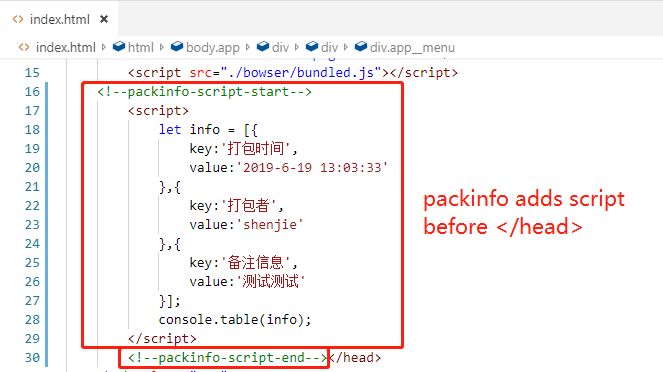 index.html ×
index.html > html > body.app > div > div > div.app__menu
15 <script src="./bowser/bundled.js"></script>
16 <!--packinfo-script-start-->
17 <script>
18 let info = [{
19 key:'打包时间',
20 value:'2019-6-19 13:03:33'
21 },{
22 key:'打包者',
23 value:'shenjie'
24 },{
25 key:'备注信息',
26 value:'测试测试'
27 }];
28 console.table(info);
29 </script>
30 <!--packinfo-script-end--></head>
packinfo adds script
before </head>